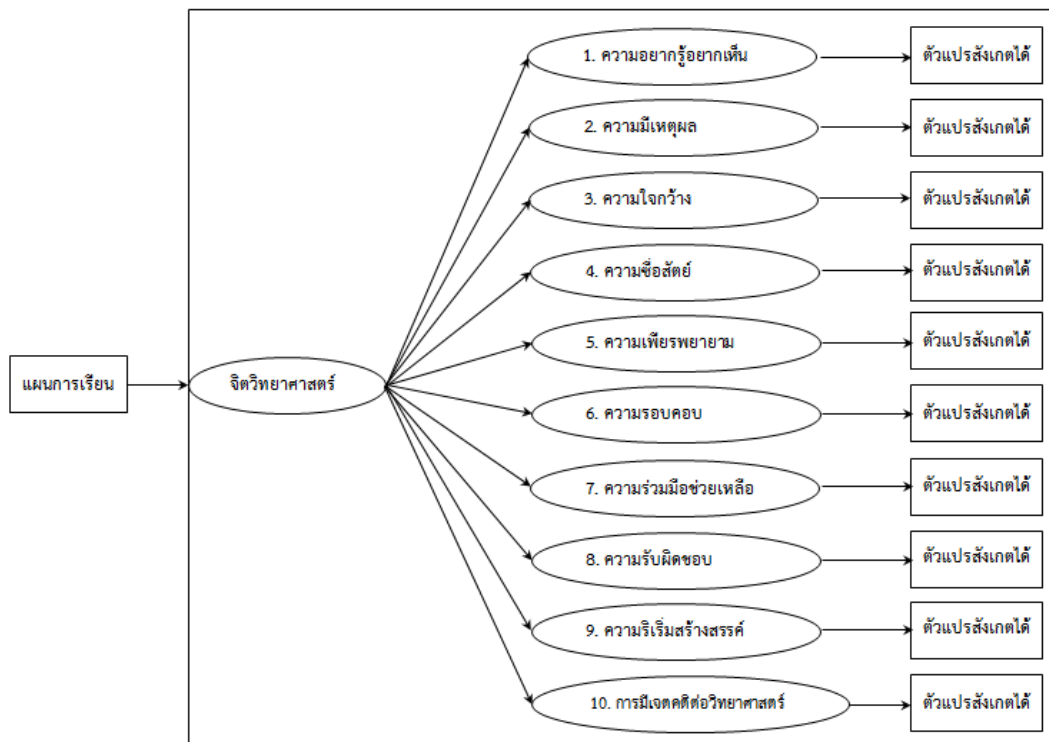 1. ความอยากรู้อยากเห็น
ตัวแปรสังเกตได้
2. ความมีเหตุผล
ตัวแปรสังเกตได้
3. ความใจกว้าง
ตัวแปรสังเกตได้
4. ความซื่อสัตย์
ตัวแปรสังเกตได้
5. ความเพียรพยายาม
ตัวแปรสังเกตได้
แผนการเรียน
จิตวิทยาศาสตร์
6. ความรอบคอบ
ตัวแปรสังเกตได้
7. ความร่วมมือช่วยเหลือ
ตัวแปรสังเกตได้
8. ความรับผิดชอบ
ตัวแปรสังเกตได้
9. ความริเริ่มสร้างสรรค์
ตัวแปรสังเกตได้
10. การมีเจตคติต่อวิทยาศาสตร์
ตัวแปรสังเกตได้